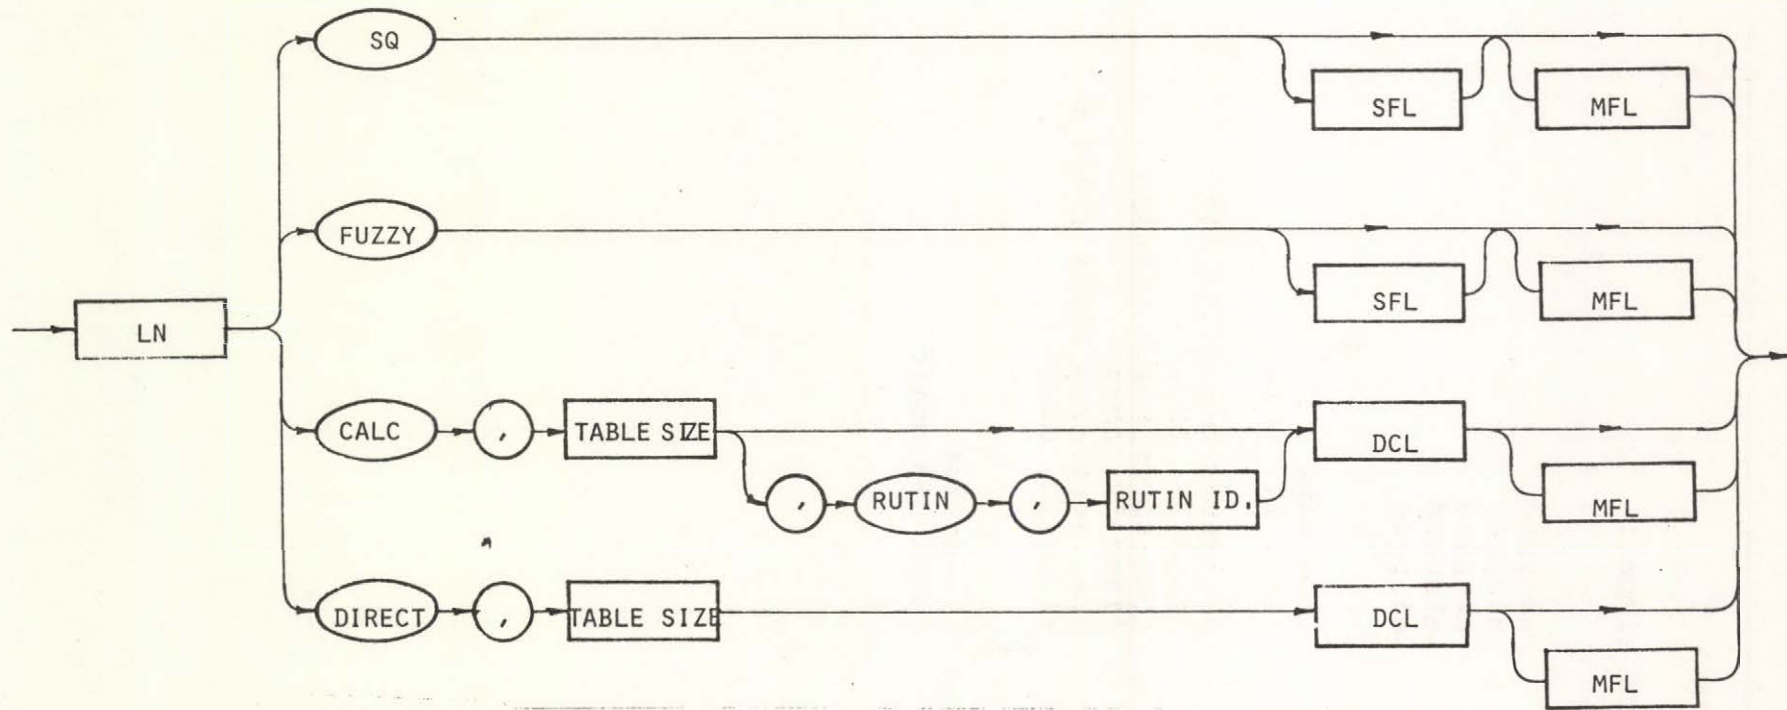 SQ
SFL
MFL
FUZZY
SFL
MFL
LN
CALC , TABLE SIZE DCL
, RUTIN , RUTIN ID. MFL
DIRECT , TABLE SIZE DCL
MFL